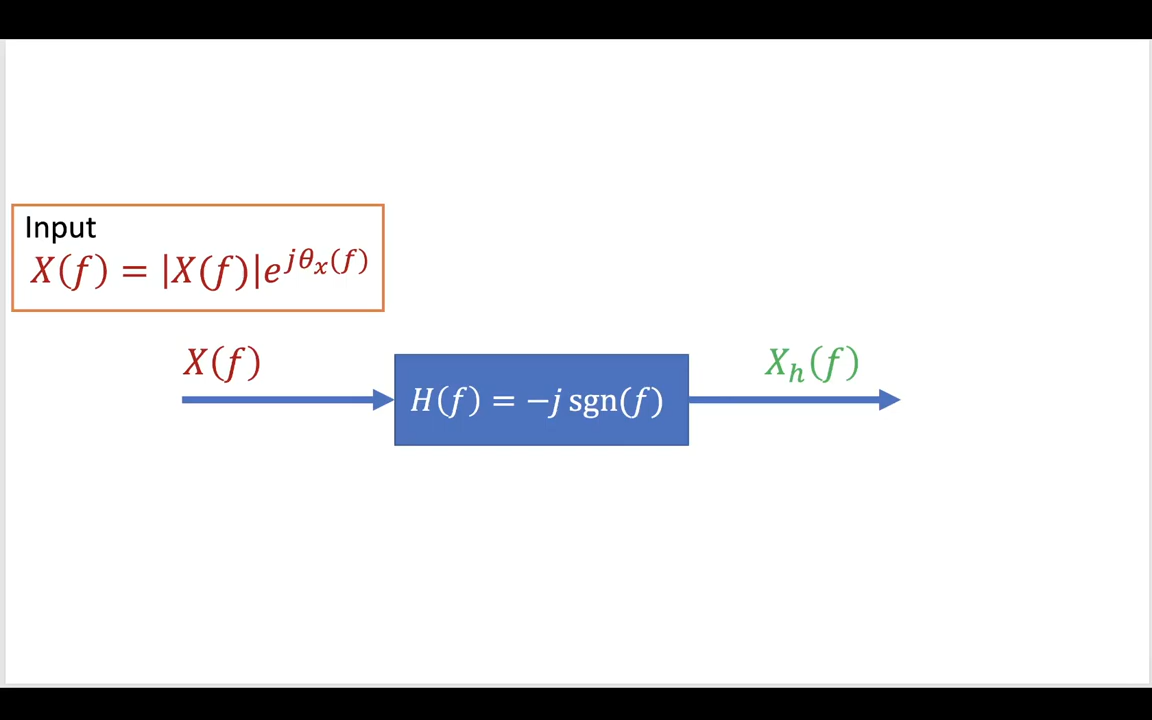 Input
X(f) = |X(f)|e^{jθ_x(f)}
X(f)
H(f) = −j sgn(f)
X_h(f)